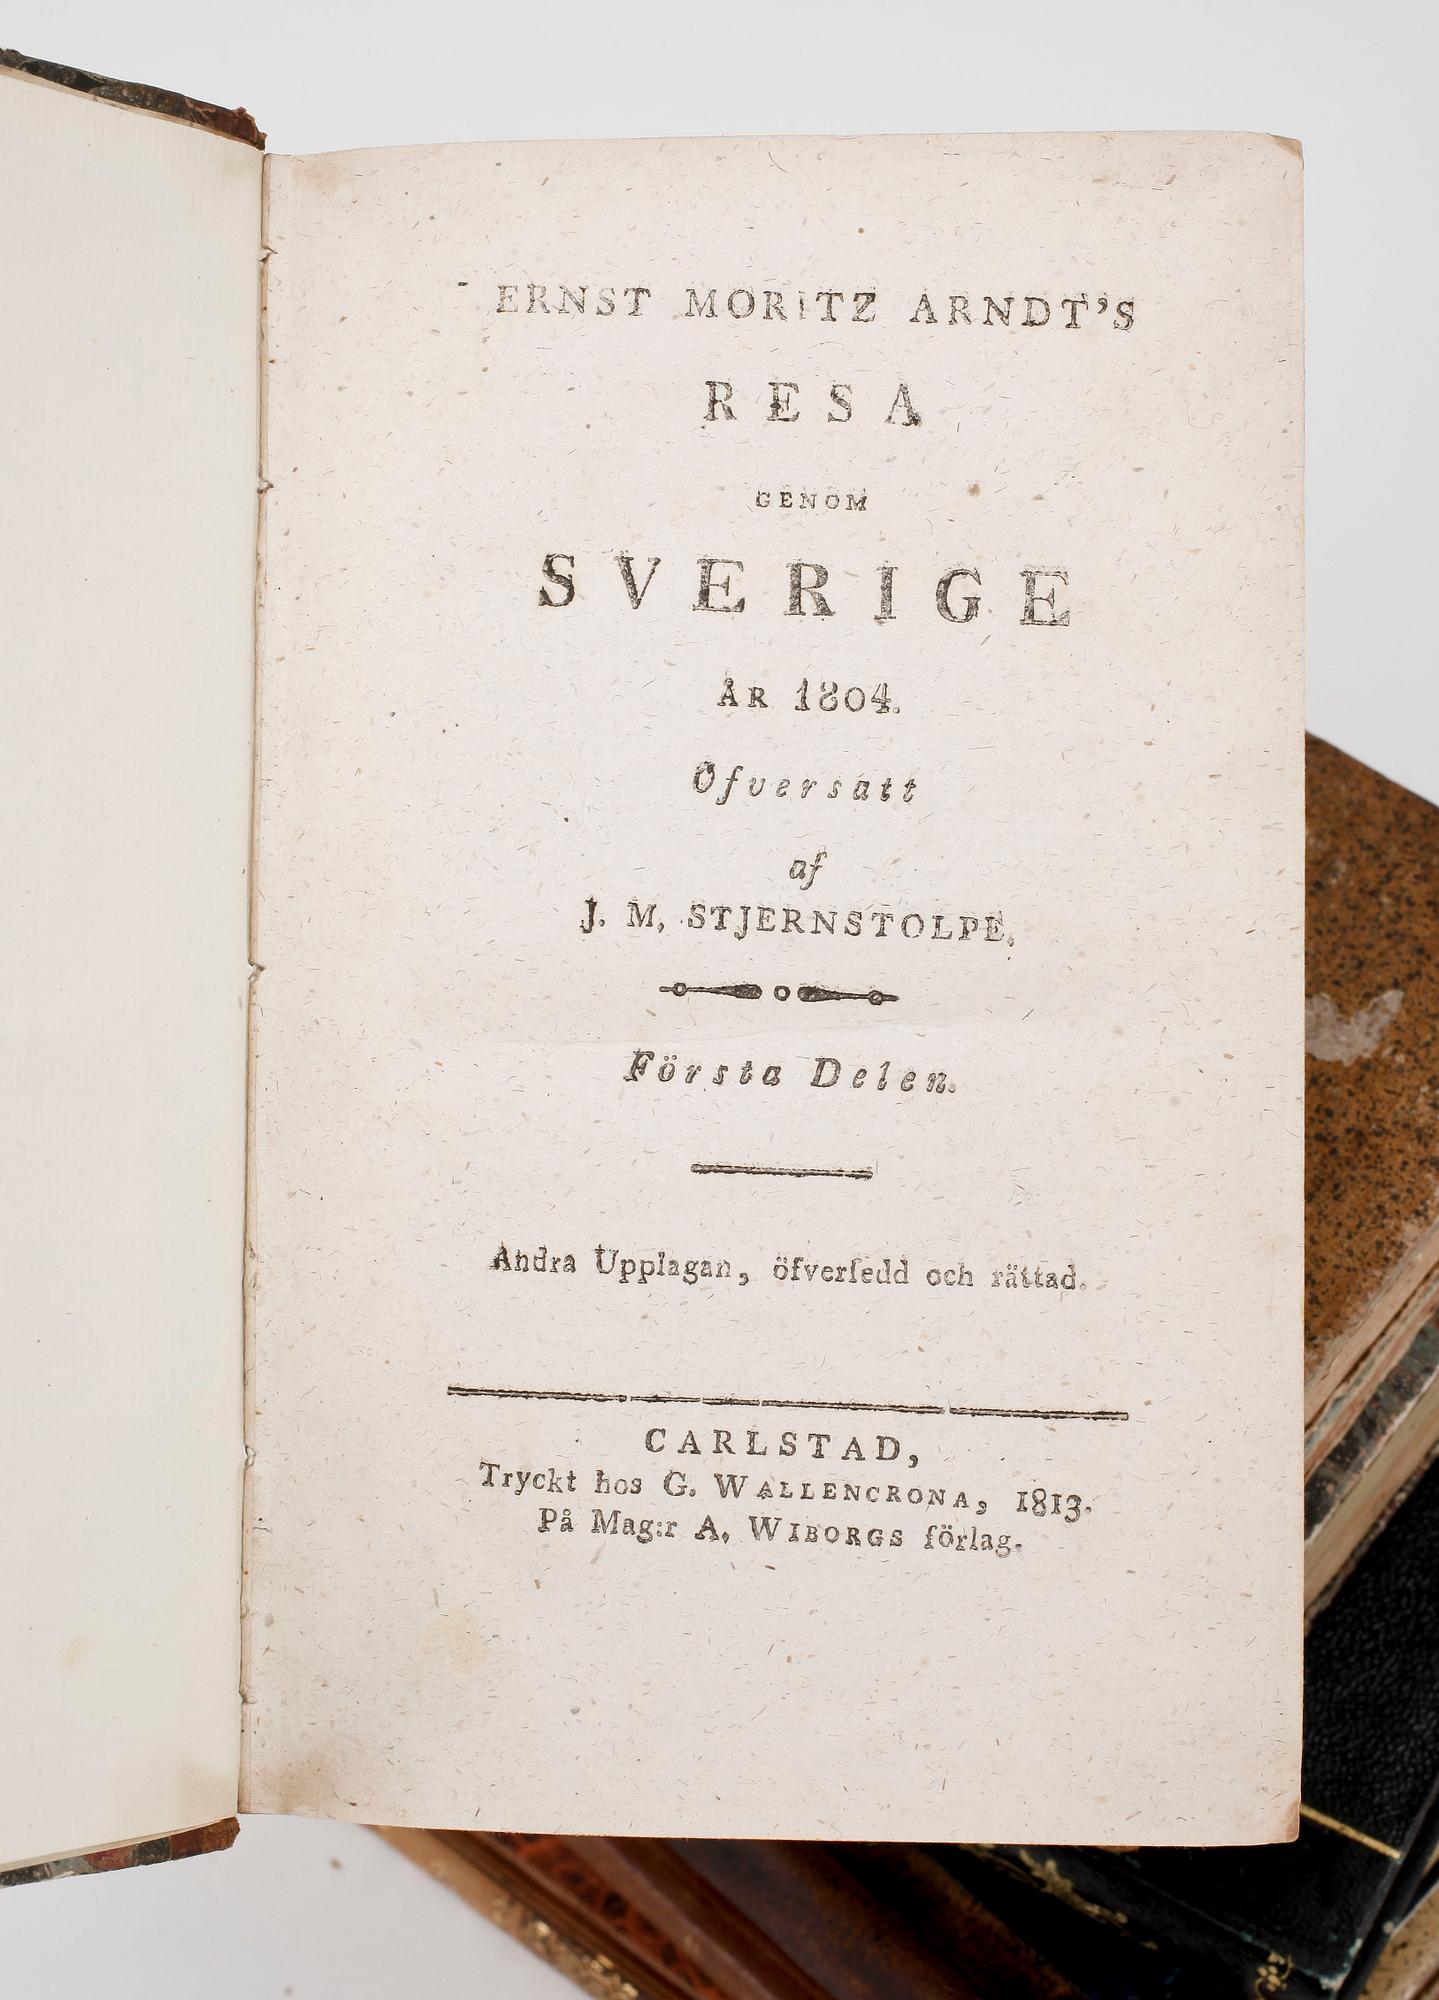 ERNST MORITZ ARNDT'S
RESA
GENOM
SVERIGE
ÅR 1804.
Öfversatt
af
J. M. STJERNSTOLPE.
Första Delen.
Andra Upplagan, öfverſedd och rättad.
CARLSTAD,
Tryckt hos G. WALLENCRONA, 1813.
På Mag:r A. WIBORGS förlag.